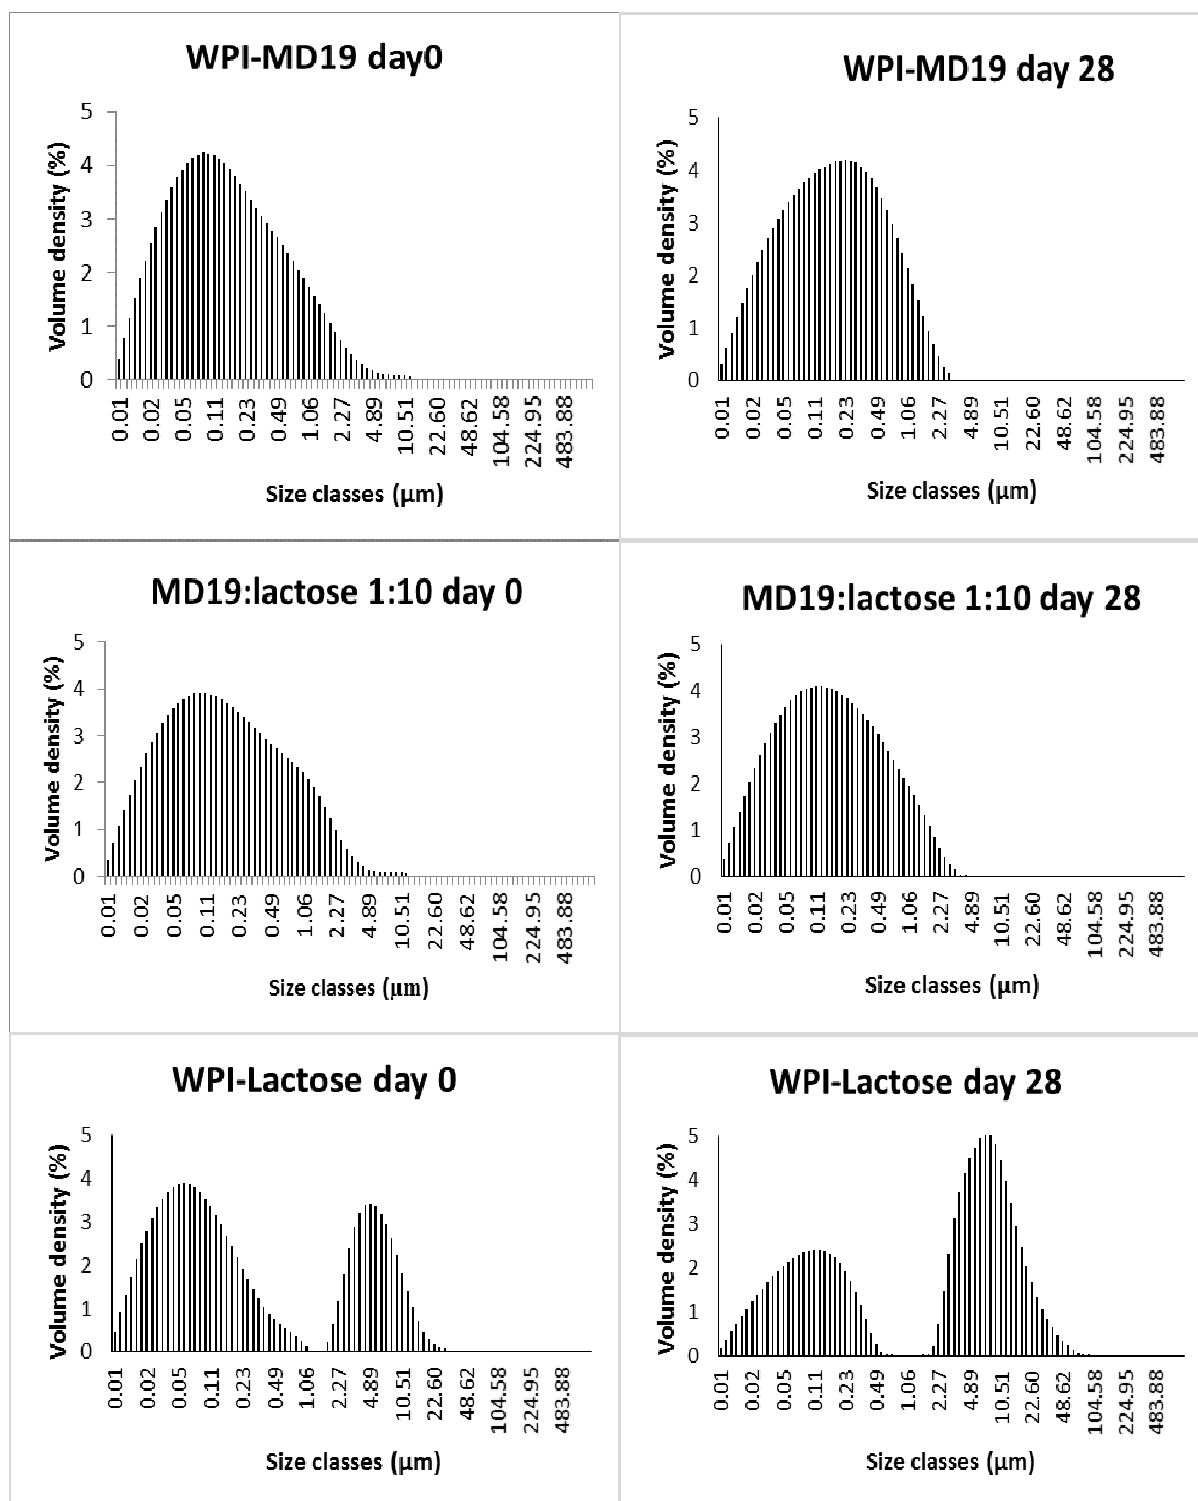 WPI-MD19 day0
Volume density (%)
5
4
3
2
1
0
0.01 0.02 0.05 0.11 0.23 0.49 1.06 2.27 4.89 10.51 22.60 48.62 104.58 224.95 483.88
Size classes (µm)
WPI-MD19 day 28
Volume density (%)
5
4
3
2
1
0
0.01 0.02 0.05 0.11 0.23 0.49 1.06 2.27 4.89 10.51 22.60 48.62 104.58 224.95 483.88
Size classes (µm)
MD19:lactose 1:10 day 0
Volume density (%)
5
4
3
2
1
0
0.01 0.02 0.05 0.11 0.23 0.49 1.06 2.27 4.89 10.51 22.60 48.62 104.58 224.95 483.88
Size classes (µm)
MD19:lactose 1:10 day 28
Volume density (%)
5
4
3
2
1
0
0.01 0.02 0.05 0.11 0.23 0.49 1.06 2.27 4.89 10.51 22.60 48.62 104.58 224.95 483.88
Size classes (µm)
WPI-Lactose day 0
Volume density (%)
5
4
3
2
1
0
0.01 0.02 0.05 0.11 0.23 0.49 1.06 2.27 4.89 10.51 22.60 48.62 104.58 224.95 483.88
Size classes (µm)
WPI-Lactose day 28
Volume density (%)
5
4
3
2
1
0
0.01 0.02 0.05 0.11 0.23 0.49 1.06 2.27 4.89 10.51 22.60 48.62 104.58 224.95 483.88
Size classes (µm)